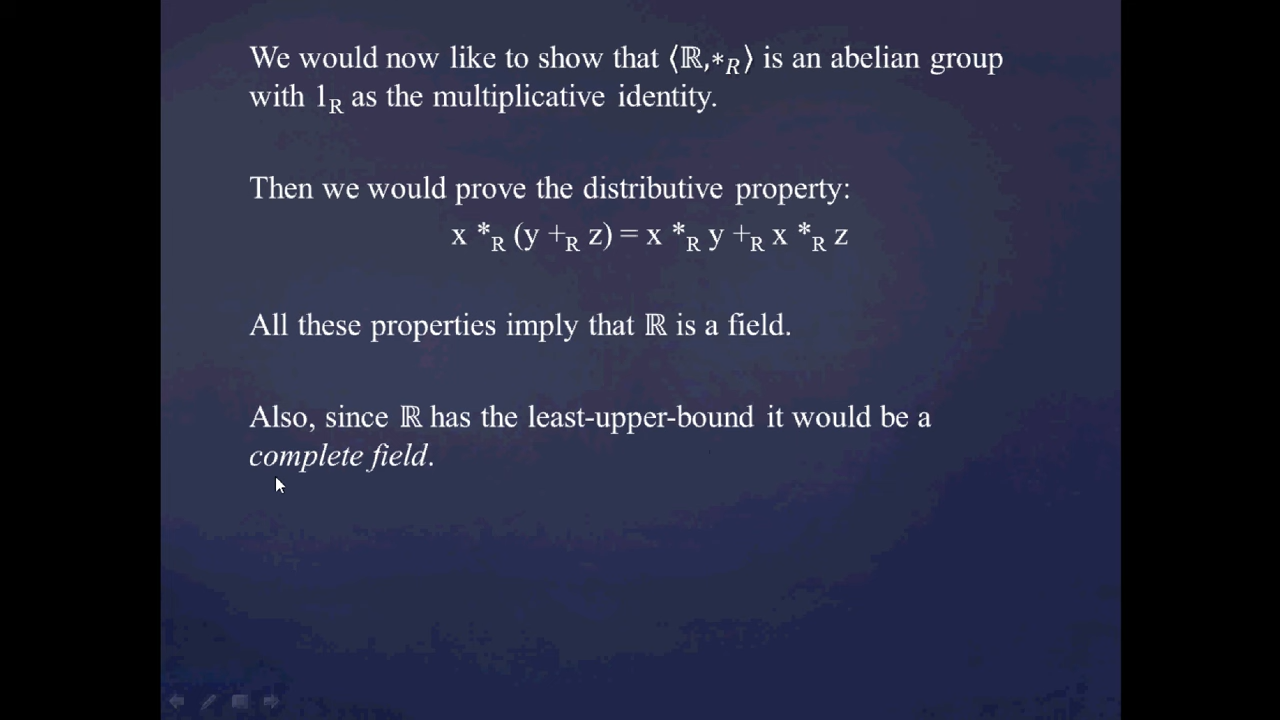 We would now like to show that ⟨ℝ,*R⟩ is an abelian group
with 1R as the multiplicative identity.
Then we would prove the distributive property:
x *R (y +R z) = x *R y +R x *R z
All these properties imply that ℝ is a field.
Also, since ℝ has the least-upper-bound it would be a
complete field.